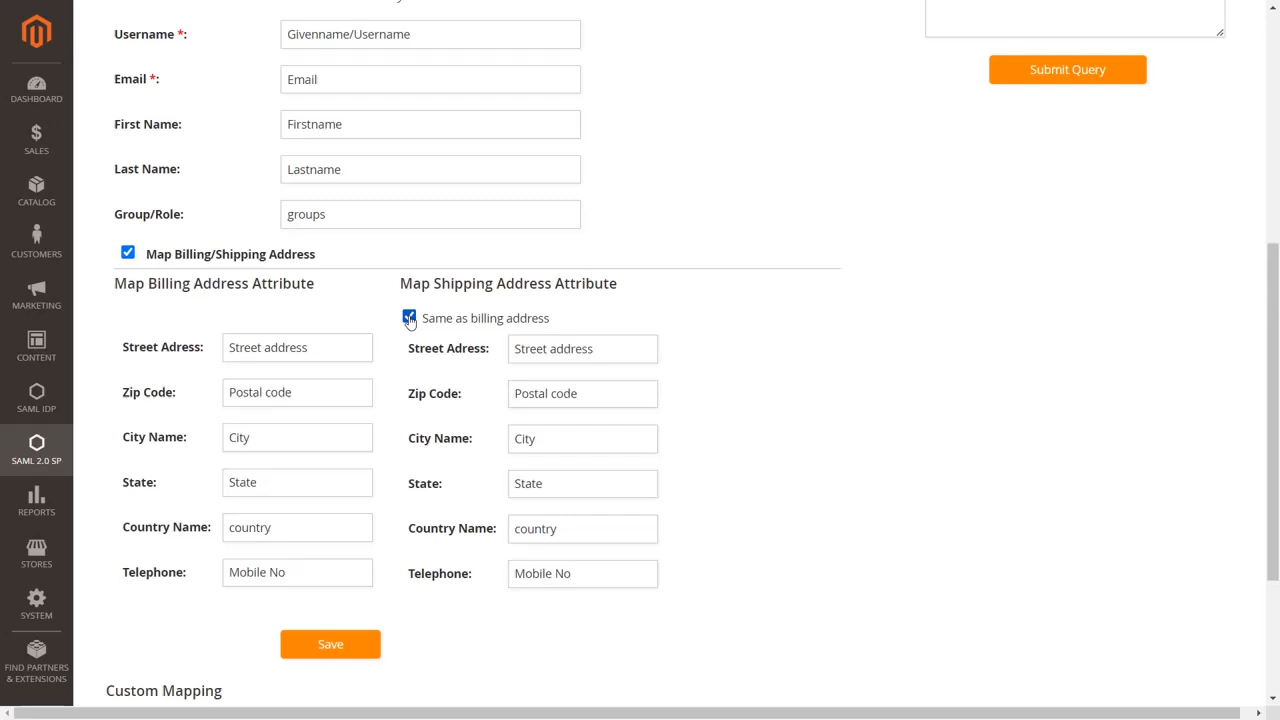 Username *:
Givenname/Username
Email *:
Email
First Name:
Firstname
Last Name:
Lastname
Group/Role:
groups
Map Billing/Shipping Address
Map Billing Address Attribute
Map Shipping Address Attribute
Same as billing address
Street Adress:
Street address
Street Adress:
Street address
Zip Code:
Postal code
Zip Code:
Postal code
City Name:
City
City Name:
City
State:
State
State:
State
Country Name:
country
Country Name:
country
Telephone:
Mobile No
Telephone:
Mobile No
Save
Custom Mapping
Submit Query
DASHBOARD
$
SALES
CATALOG
CUSTOMERS
MARKETING
CONTENT
SAML IDP
SAML 2.0 SP
REPORTS
STORES
SYSTEM
FIND PARTNERS
& EXTENSIONS